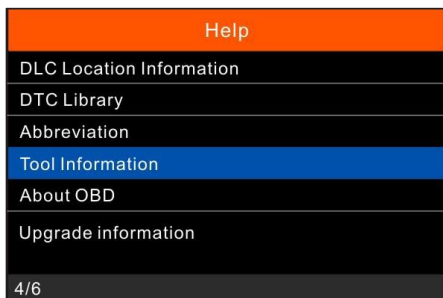 Help
DLC Location Information
DTC Library
Abbreviation
Tool Information
About OBD
Upgrade information
4/6